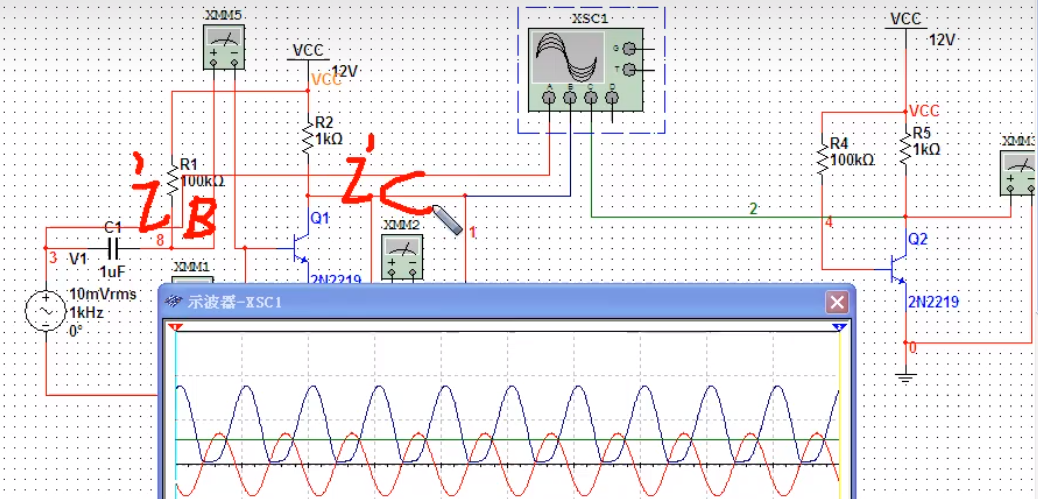 XMM5
VCC
12V
VCC
R2
1kΩ
R1
100kΩ
iB
iC
Q1
2N2219
C1
1uF
8
3
V1
10mVrms
1kHz
0°
XMM1
XMM2
1
XSC1
G
T
A
B
C
D
VCC
12V
VCC
R4
100kΩ
R5
1kΩ
XMM3
2
4
Q2
2N2219
0
示波器-XSC1
1
2